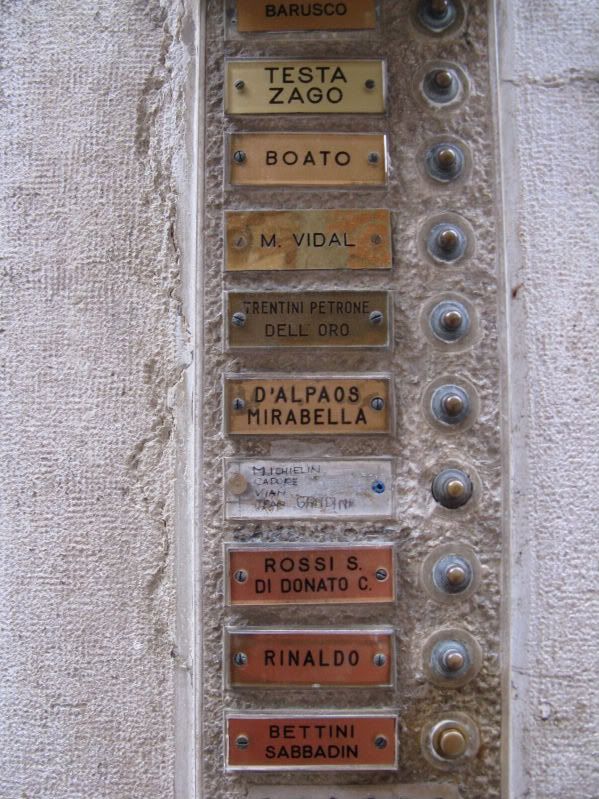 BARUSCO
TESTA
ZAGO
BOATO
M. VIDAL
TRENTINI PETRONE
DELL' ORO
D'ALPAOS
MIRABELLA
MICHIELIN
CADORE
VIAN
ROSSI S.
DI DONATO C.
RINALDO
BETTINI
SABBADIN